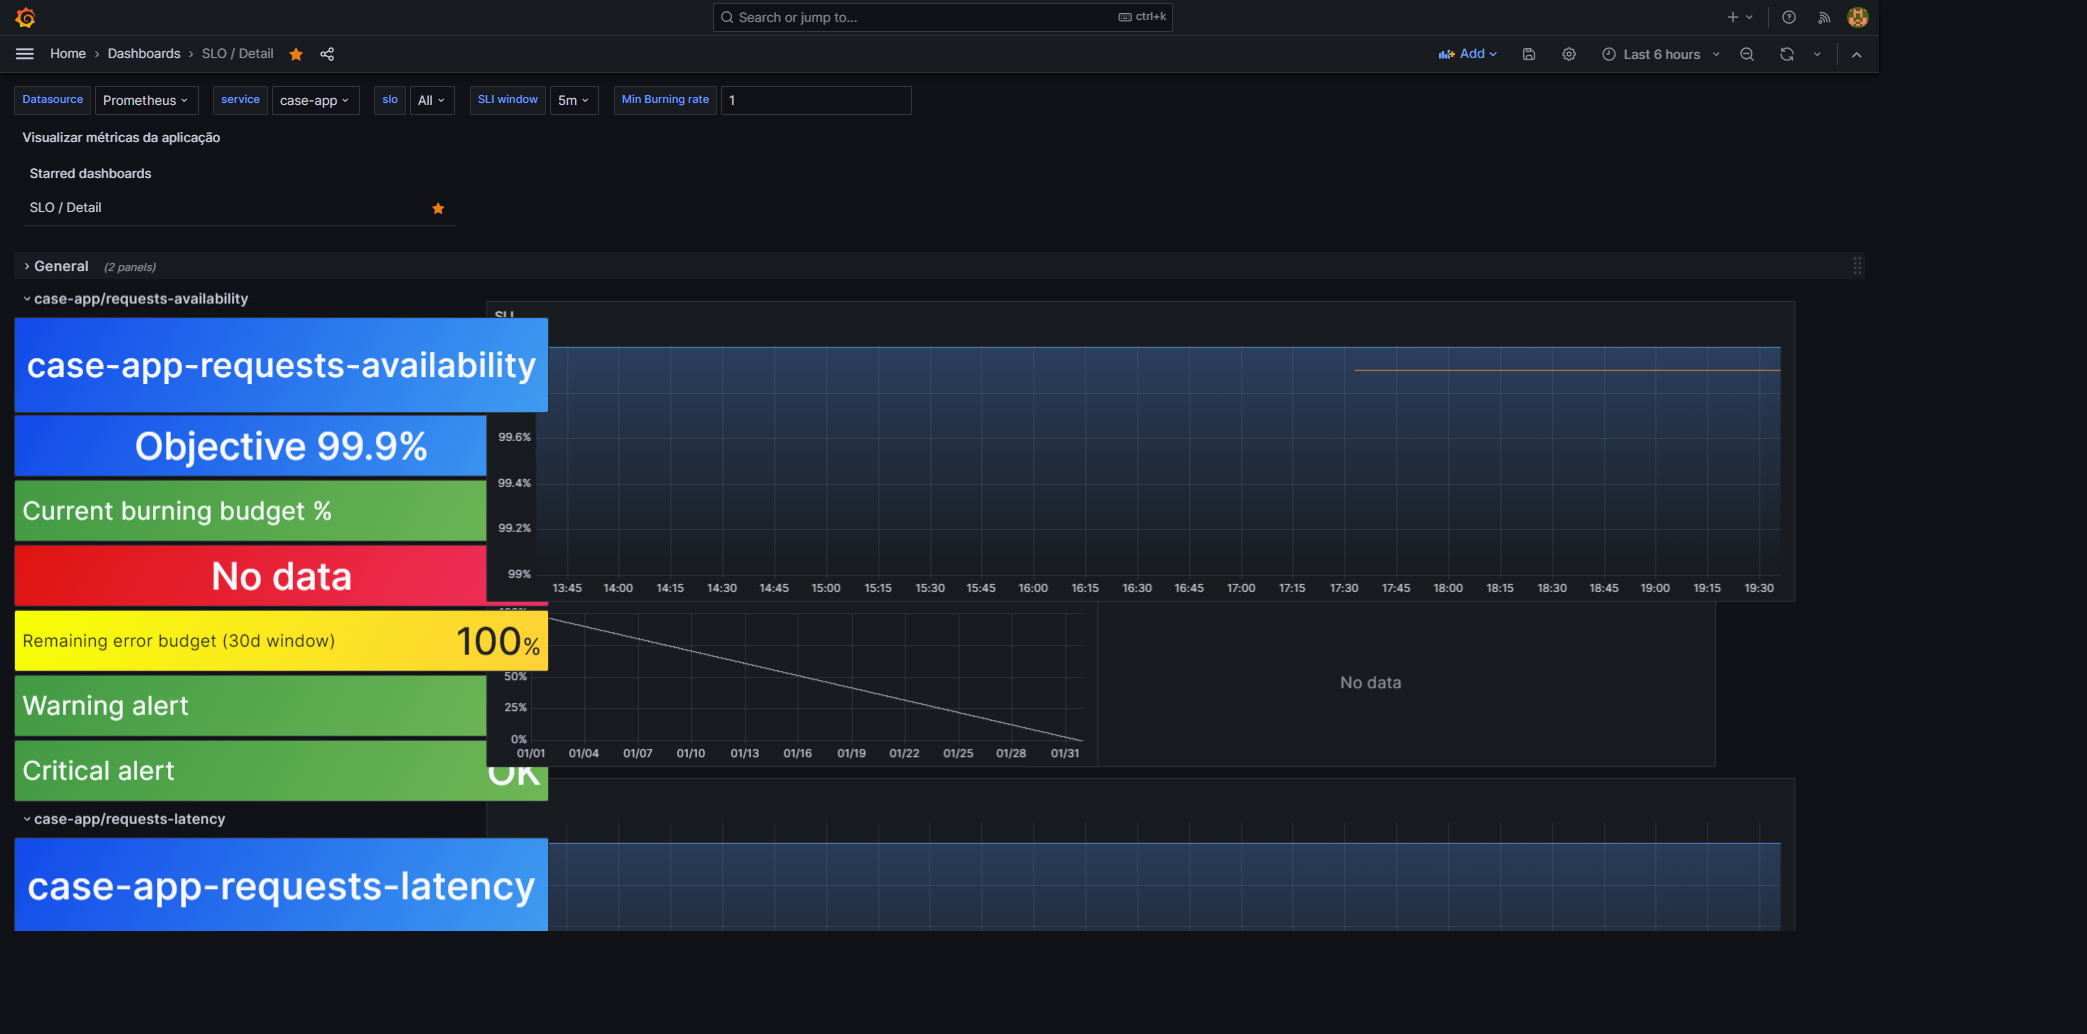 Search or jump to... ctrl+k
Home › Dashboards › SLO / Detail
Add
Last 6 hours
Datasource Prometheus service case-app slo All SLI window 5m Min Burning rate 1
Visualizar métricas da aplicação
Starred dashboards
SLO / Detail
General (2 panels)
case-app/requests-availability
SLI
case-app-requests-availability
Objective 99.9%
Current burning budget %
No data
Remaining error budget (30d window) 100%
Warning alert
Critical alert OK
99.6%
99.4%
99.2%
99%
13:45 14:00 14:15 14:30 14:45 15:00 15:15 15:30 15:45 16:00 16:15 16:30 16:45 17:00 17:15 17:30 17:45 18:00 18:15 18:30 18:45 19:00 19:15 19:30
100%
50%
25%
0%
01/01 01/04 01/07 01/10 01/13 01/16 01/19 01/22 01/25 01/28 01/31
No data
case-app/requests-latency
case-app-requests-latency